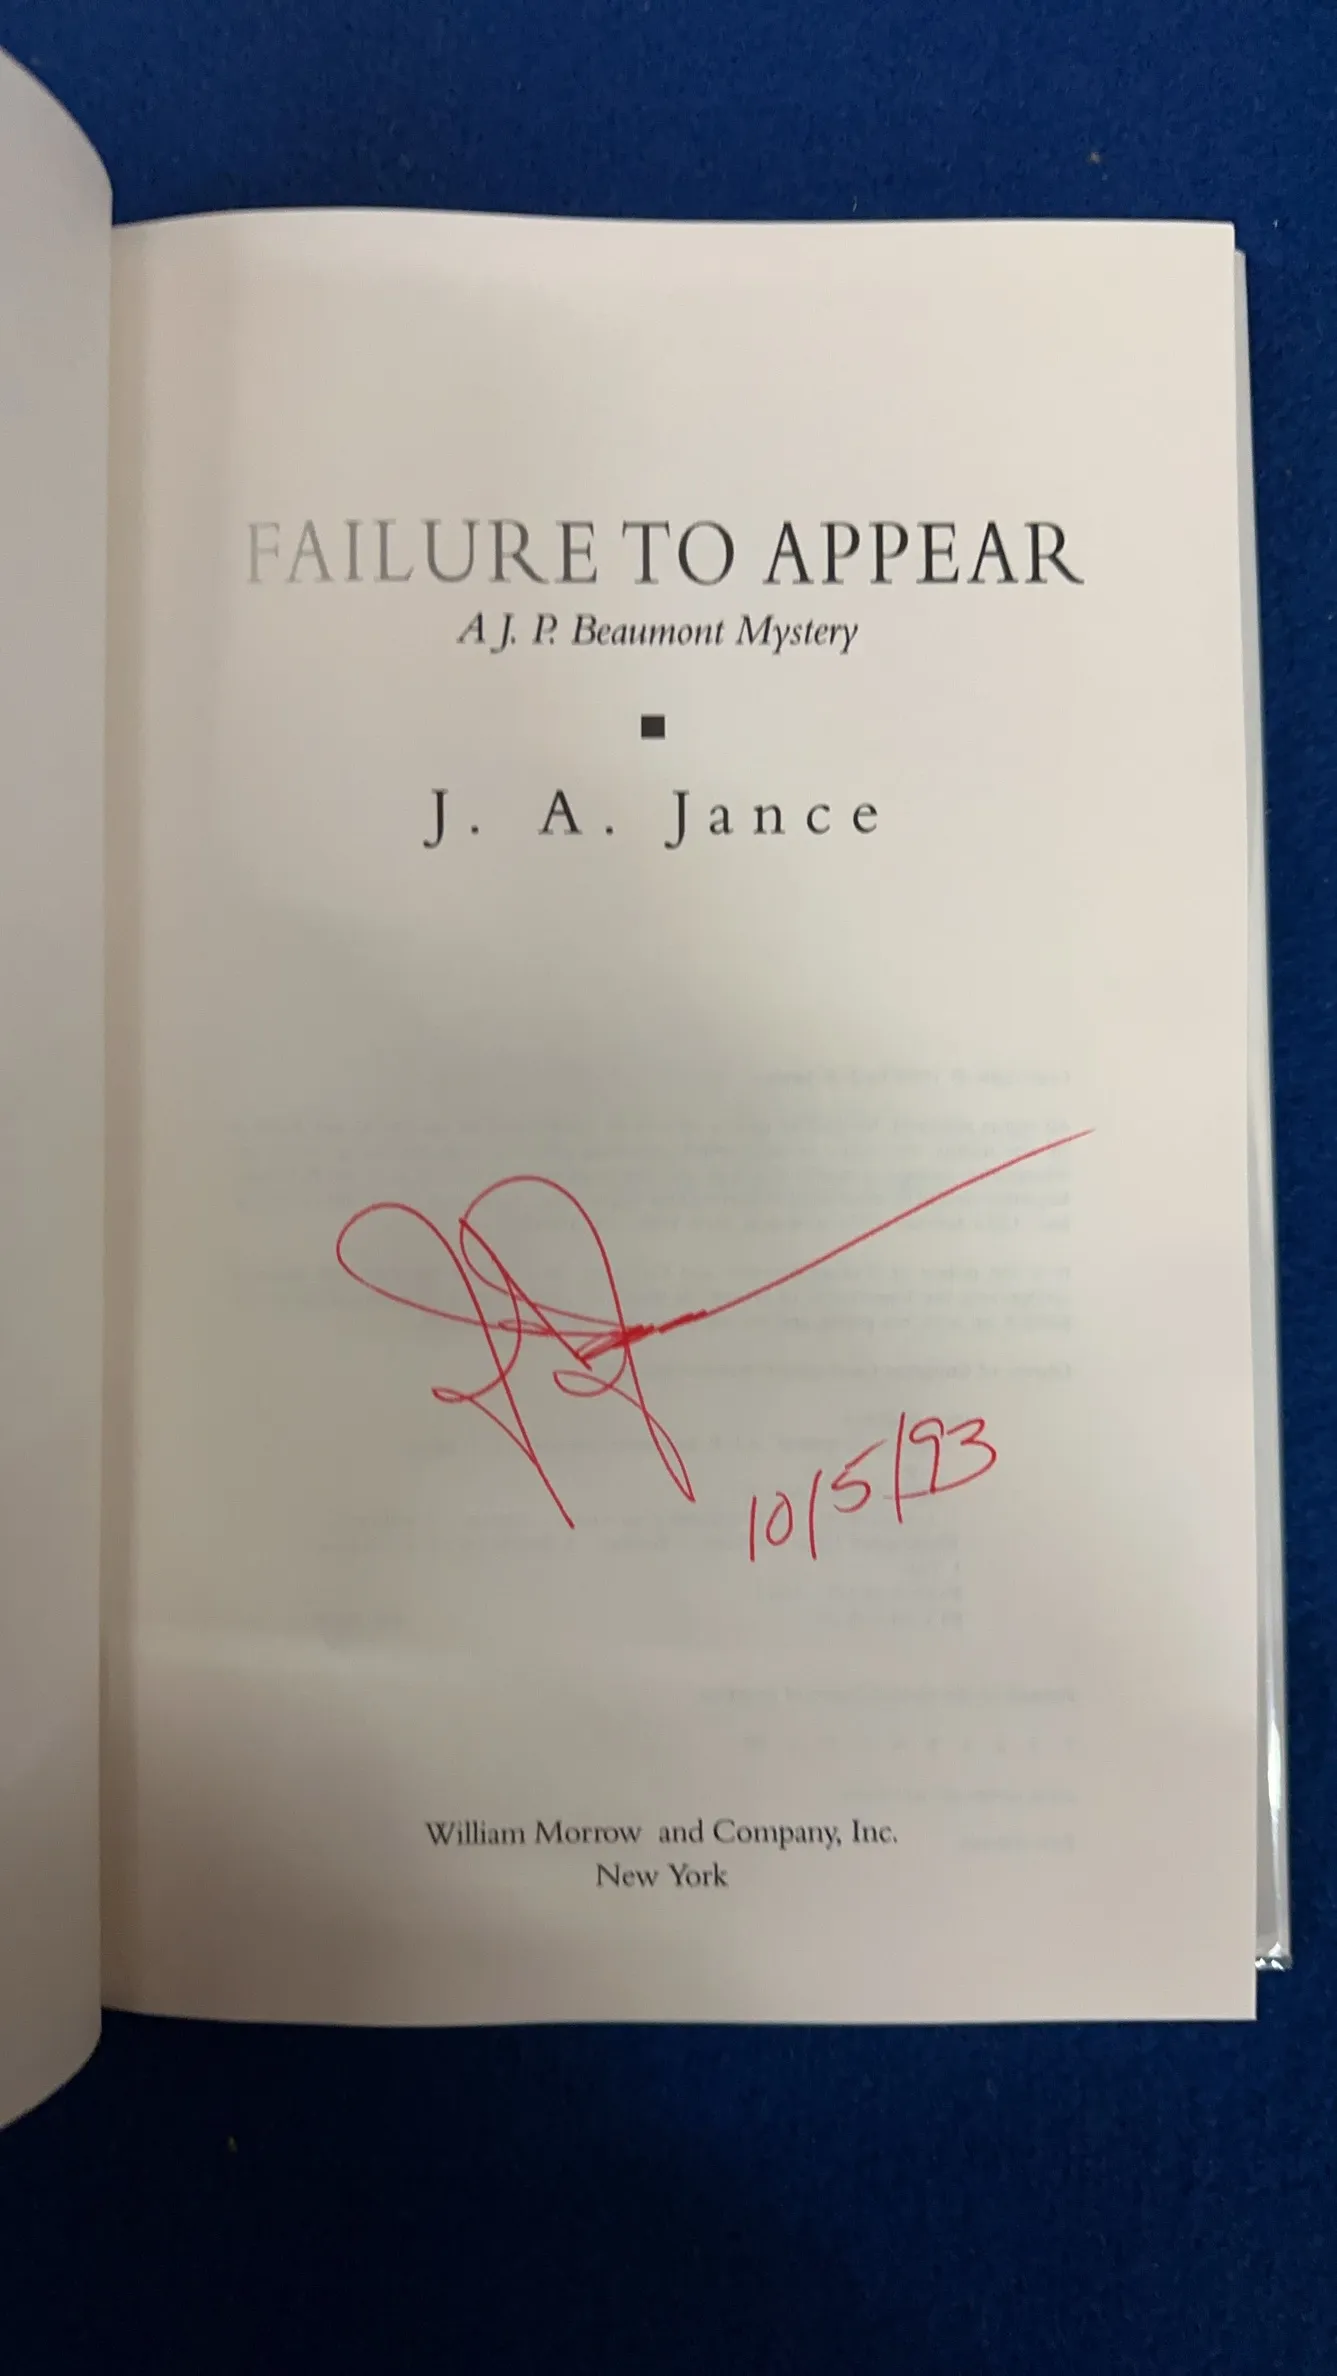 FAILURE TO APPEAR
A J. P. Beaumont Mystery
J. A. Jance
10/5/93
William Morrow and Company, Inc.
New York